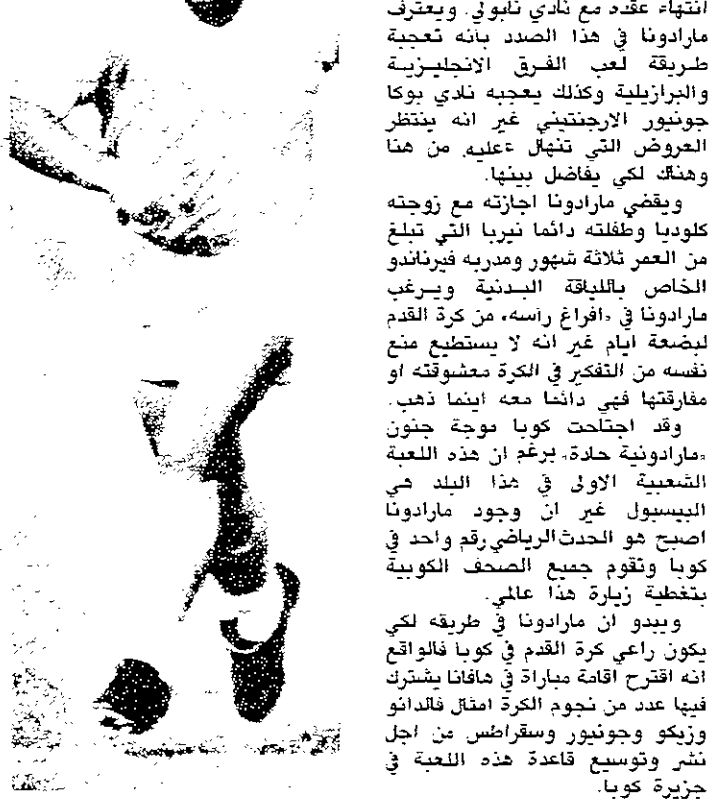 انتهاء عقده مع نادي نابولي. ويعترف
مارادونا في هذا الصدد بأنه تعجبة
طريقة لعب الفرق الانجليزية
والبرازيلية وكذلك يعجبه نادي بوكا
جونيور الارجنتيني غير انه ينتظر
العروض التي تنهال عليه من هنا
وهناك لكي يفاضل بينها.
ويقضي مارادونا اجازته مع زوجته
كلوديا وطفلته دائما نيربا التي تبلغ
من العمر ثلاثة شهور ومدربه فيرناندو
الخاص باللياقة البدنية ويرغب
مارادونا في «افراغ رأسه» من كرة القدم
لبضعة ايام غير انه لا يستطيع منع
نفسه من التفكير في الكرة معشوقته او
مفارقتها فهي دائما معه اينما ذهب.
وقد اجتلحت كوبا موجة جنون
«مارادونية حادة» برغم ان هذه اللعبة
الشعبية الاولى في هذا البلد هي
البيسبول غير ان وجود مارادونا
اصبح هو الحدث الرياضي رقم واحد في
كوبا وتقوم جميع الصحف الكوبية
بتغطية زيارة هذا عالمي.
ويبدو ان مارادونا في طريقه لكي
يكون راعي كرة القدم في كوبا فالواقع
انه اقترح اقامة مباراة في هافانا يشترك
فيها عدد من نجوم الكرة امثال فالدانو
وزيكو وجونيور وسقراطس من اجل
نشر وتوسيع قاعدة هذه اللعبة في
جزيرة كوبا.